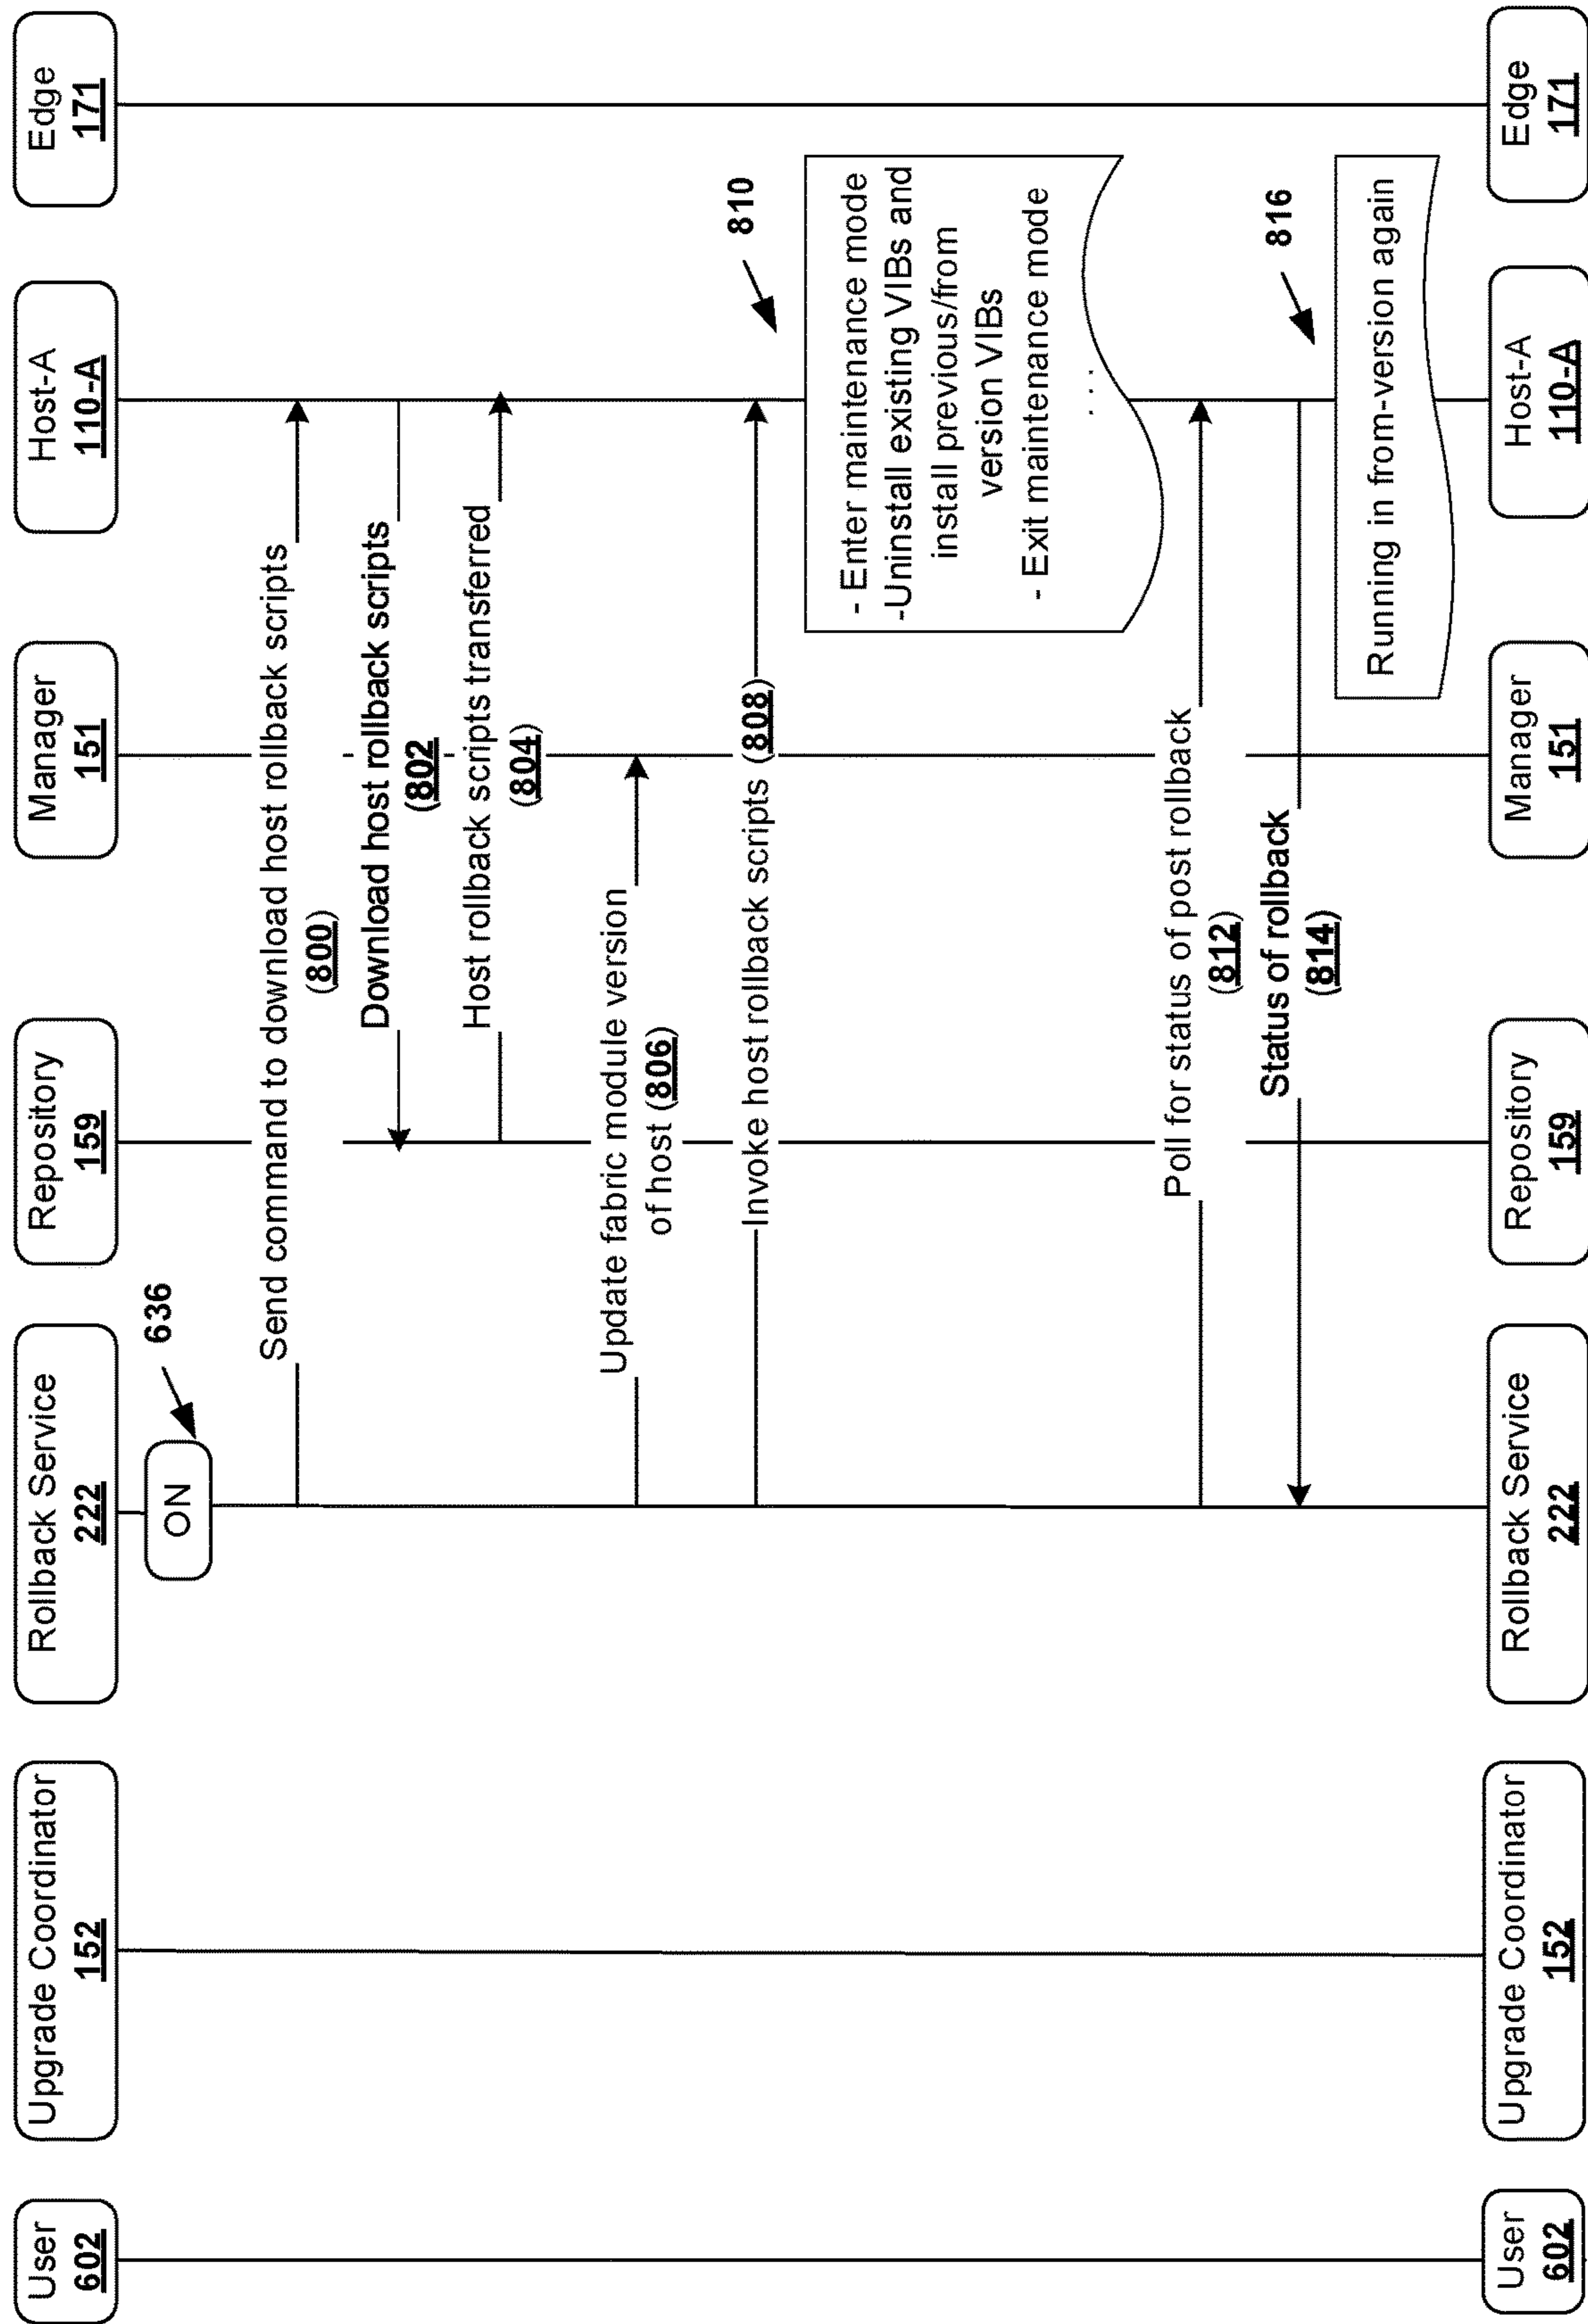 User
602
Upgrade Coordinator
152
Rollback Service
222
Repository
159
Manager
151
Host-A
110-A
Edge
171
ON
636
Send command to download host rollback scripts
(800)
Download host rollback scripts
(802)
Host rollback scripts transferred
(804)
Update fabric module version
of host (806)
Invoke host rollback scripts (808)
810
- Enter maintenance mode
-Uninstall existing VIBs and
install previous/from
version VIBs
- Exit maintenance mode
...
Poll for status of post rollback
(812)
Status of rollback
(814)
816
Running in from-version again
User
602
Upgrade Coordinator
152
Rollback Service
222
Repository
159
Manager
151
Host-A
110-A
Edge
171